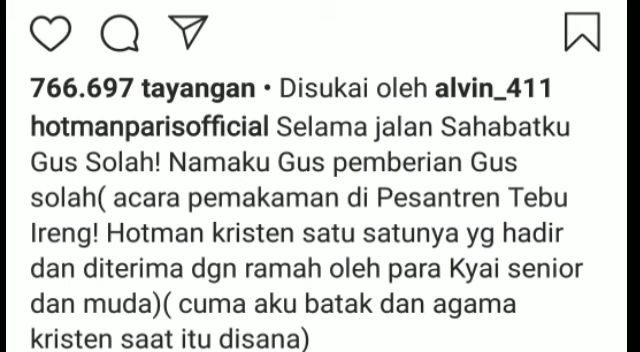 766.697 tayangan • Disukai oleh alvin_411
hotmanparisofficial Selama jalan Sahabatku
Gus Solah! Namaku Gus pemberian Gus
solah( acara pemakaman di Pesantren Tebu
Ireng! Hotman kristen satu satunya yg hadir
dan diterima dgn ramah oleh para Kyai senior
dan muda)( cuma aku batak dan agama
kristen saat itu disana)